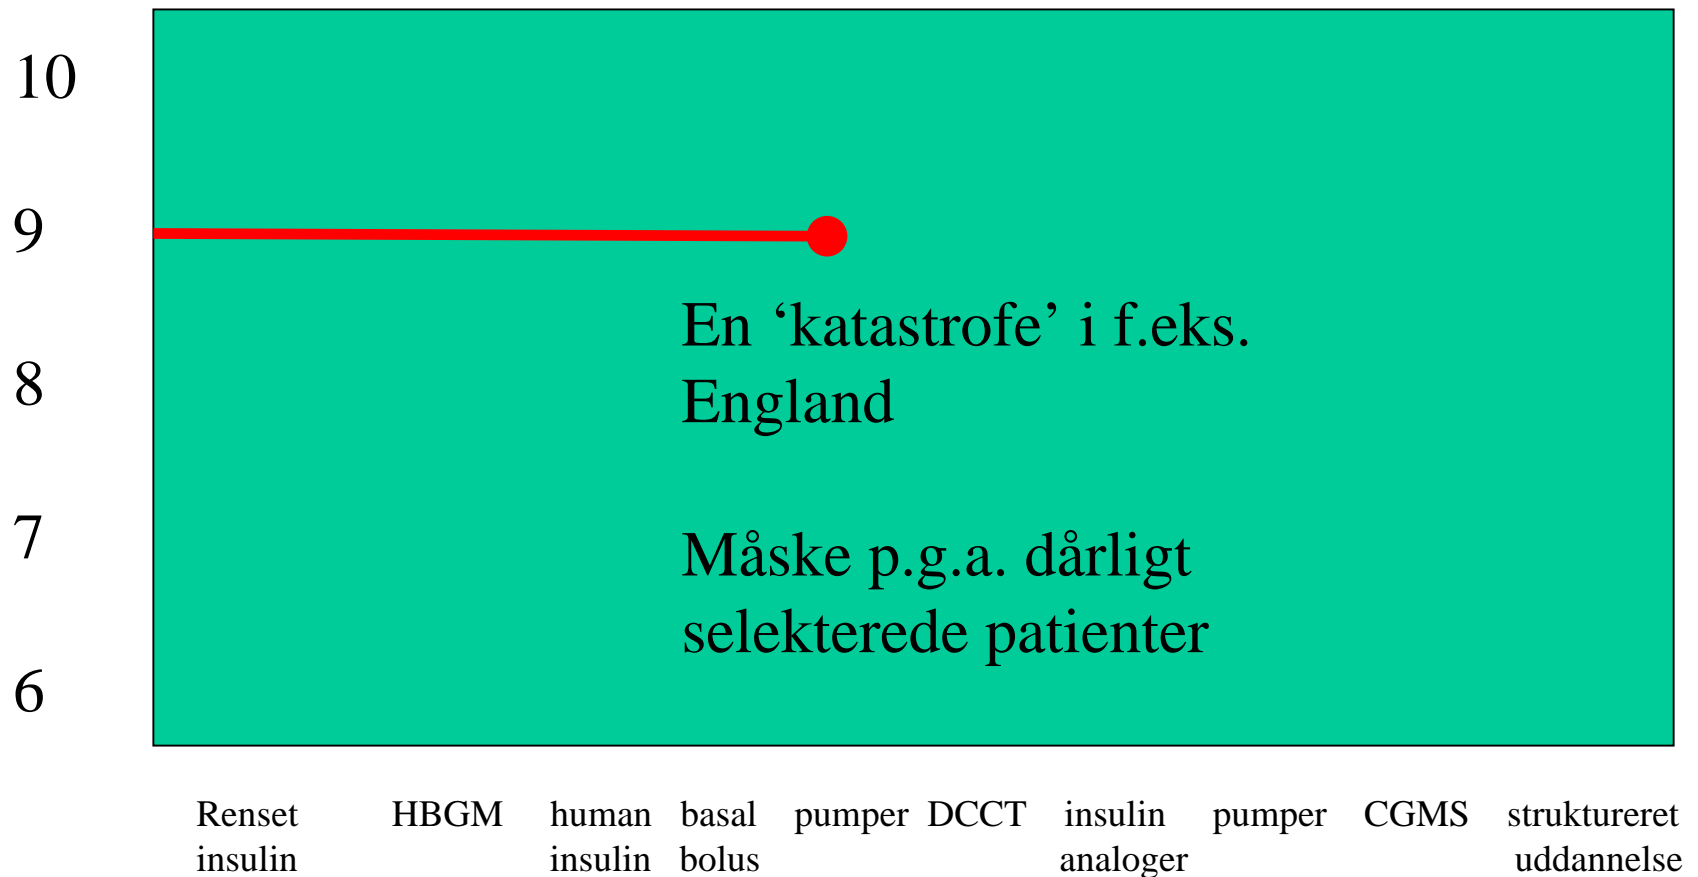 10
9
8
7
6
En ‘katastrofe’ i f.eks.
England
Måske p.g.a. dårligt
selekterede patienter
Renset HBGM human basal pumper DCCT insulin pumper CGMS struktureret
insulin insulin bolus analoger uddannelse